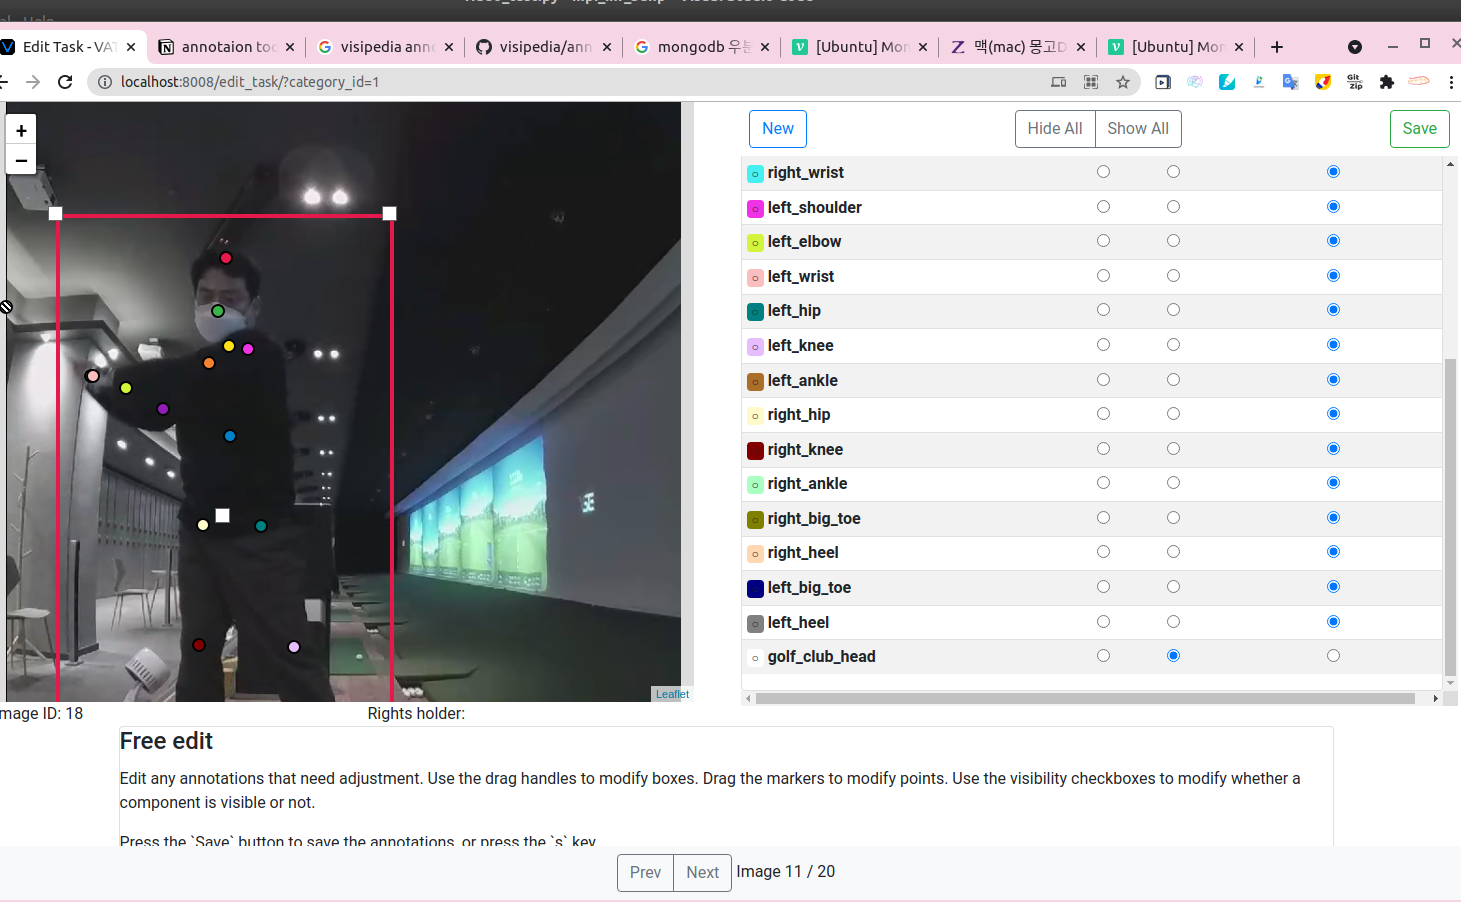 Edit Task - VAT
annotaion too
visipedia anno
visipedia/ann
mongodb 우분
[Ubuntu] Mon
맥(mac) 몽고D
[Ubuntu] Mon
localhost:8008/edit_task/?category_id=1
+
−
New
Hide All
Show All
Save
right_wrist
left_shoulder
left_elbow
left_wrist
left_hip
left_knee
left_ankle
right_hip
right_knee
right_ankle
right_big_toe
right_heel
left_big_toe
left_heel
golf_club_head
Leaflet
mage ID: 18
Rights holder:
Free edit
Edit any annotations that need adjustment. Use the drag handles to modify boxes. Drag the markers to modify points. Use the visibility checkboxes to modify whether a
component is visible or not.
Press the `Save` button to save the annotations, or press the `s` key.
Prev
Next
Image 11 / 20